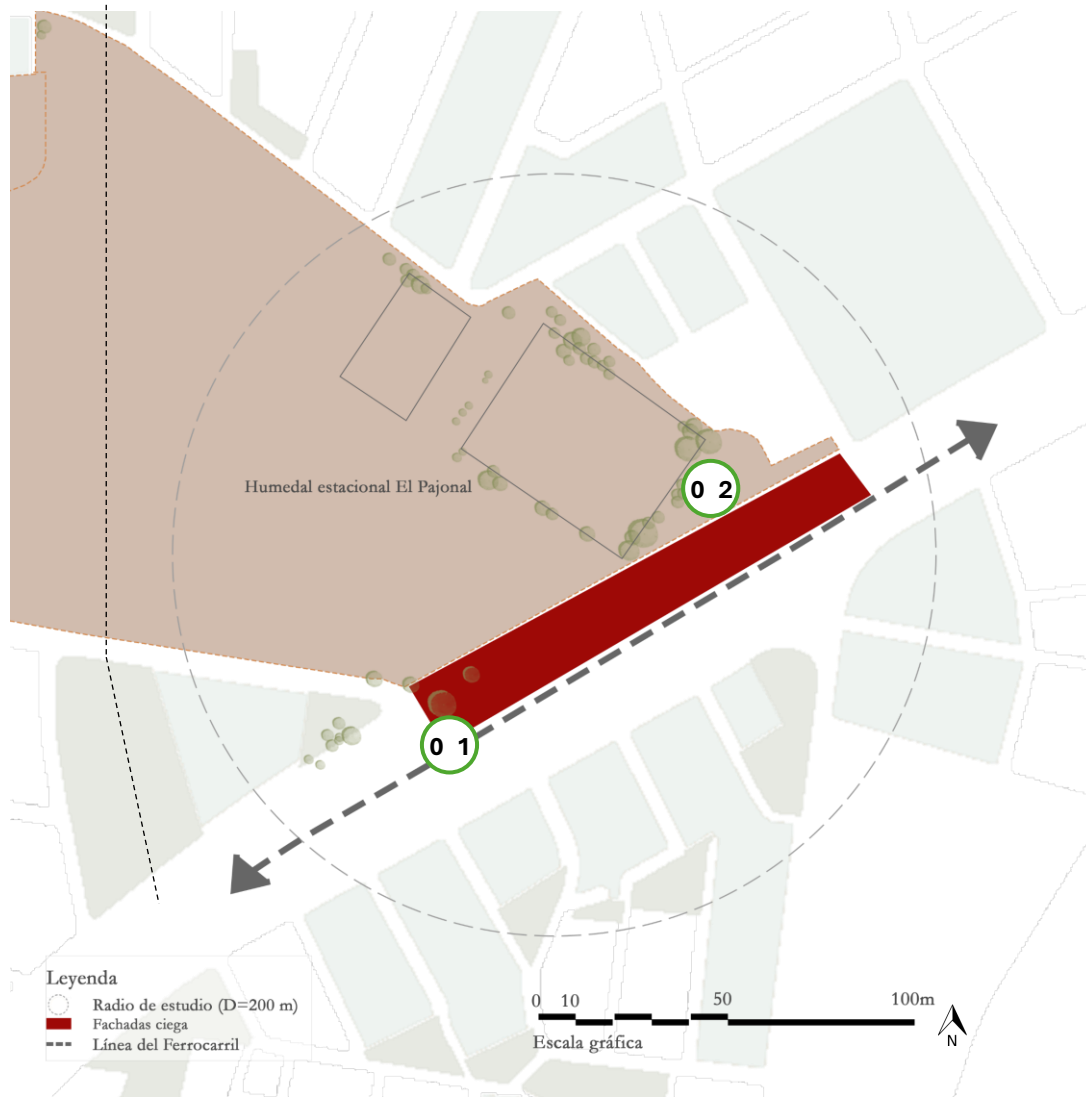 Humedal estacional El Pajonal
0 2
0 1
Leyenda
Radio de estudio (D=200 m)
Fachadas ciega
Línea del Ferrocarril
0 10 50 100m
Escala gráfica
N